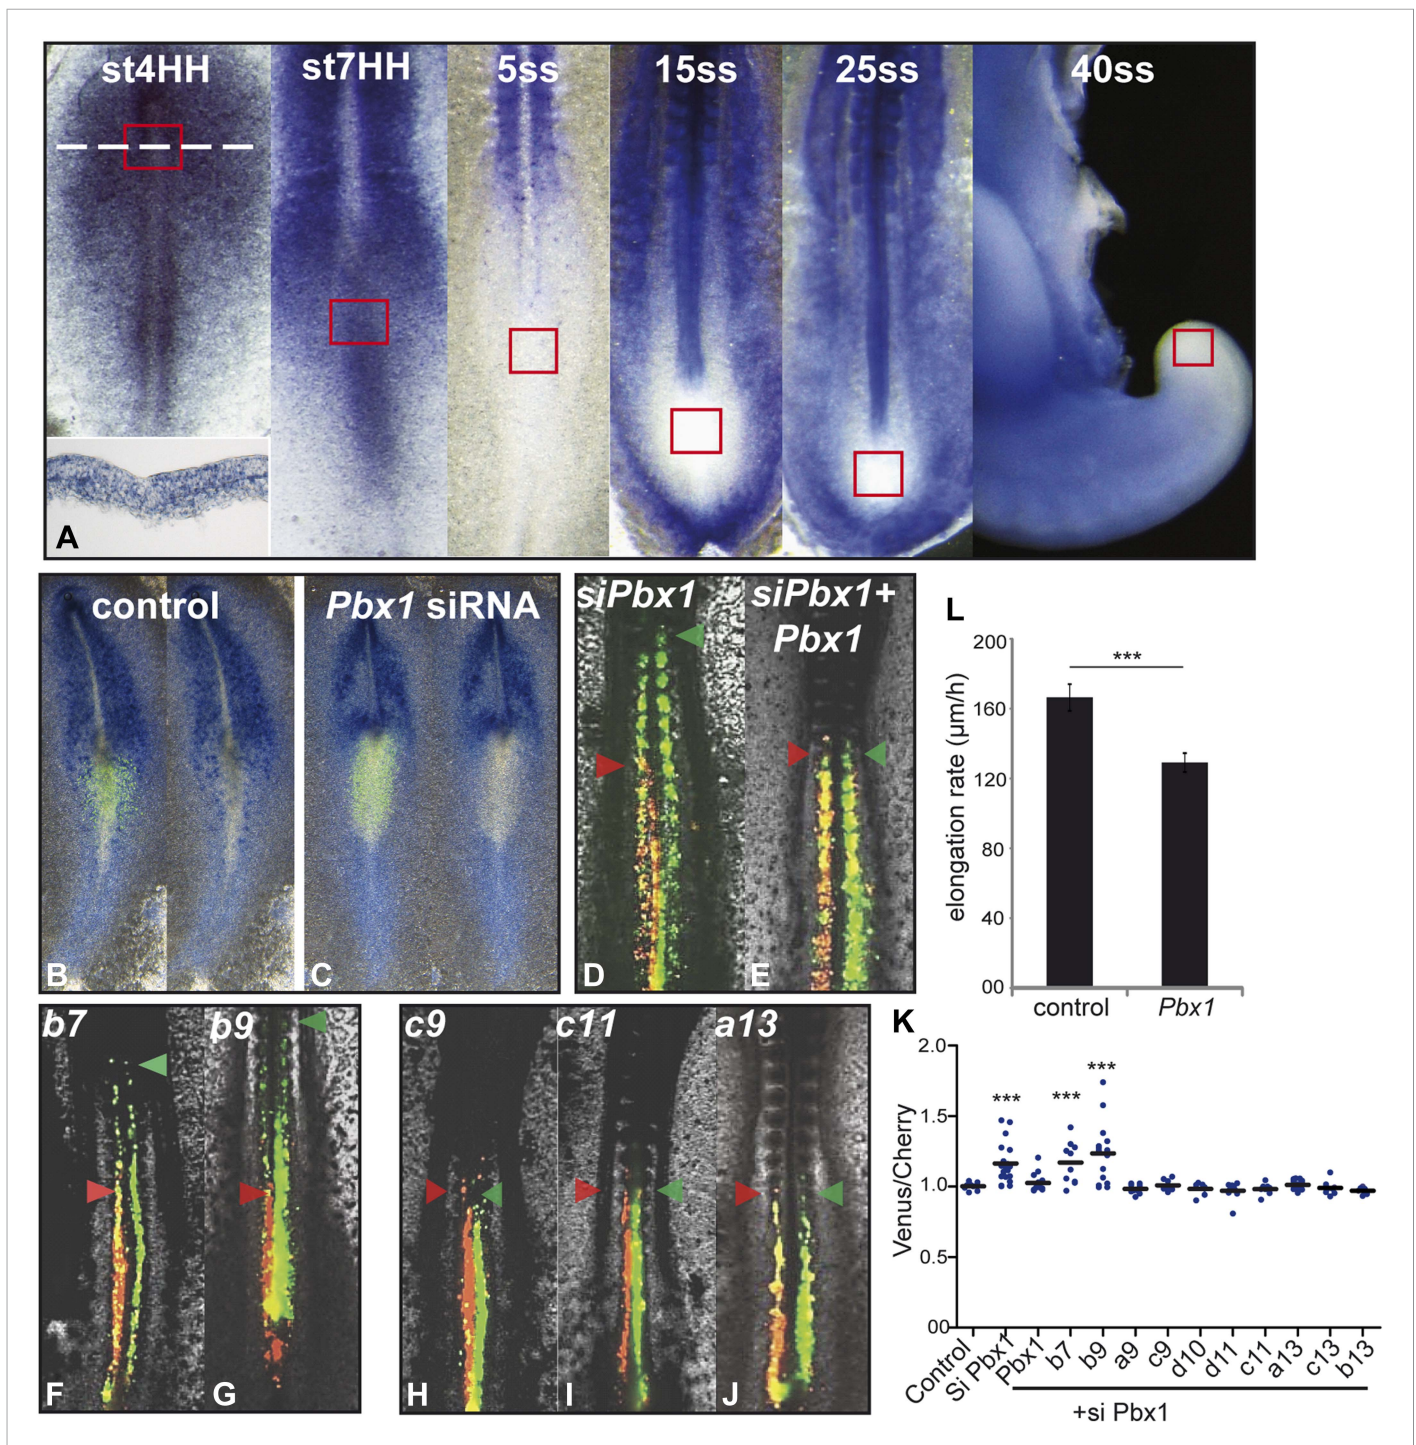 st4HH
st7HH
5ss
15ss
25ss
40ss
A
control
Pbx1 siRNA
B
C
siPbx1
siPbx1+
Pbx1
D
E
L
200
160
120
80
40
00
elongation rate (μm/h)
***
control
Pbx1
b7
b9
F
G
c9
c11
a13
H
I
J
K
2.0
1.5
1.0
0.5
00
Venus/Cherry
***
***
***
Control
Si Pbx1
Pbx1
b7
b9
a9
c9
d10
d11
c11
a13
c13
b13
+si Pbx1